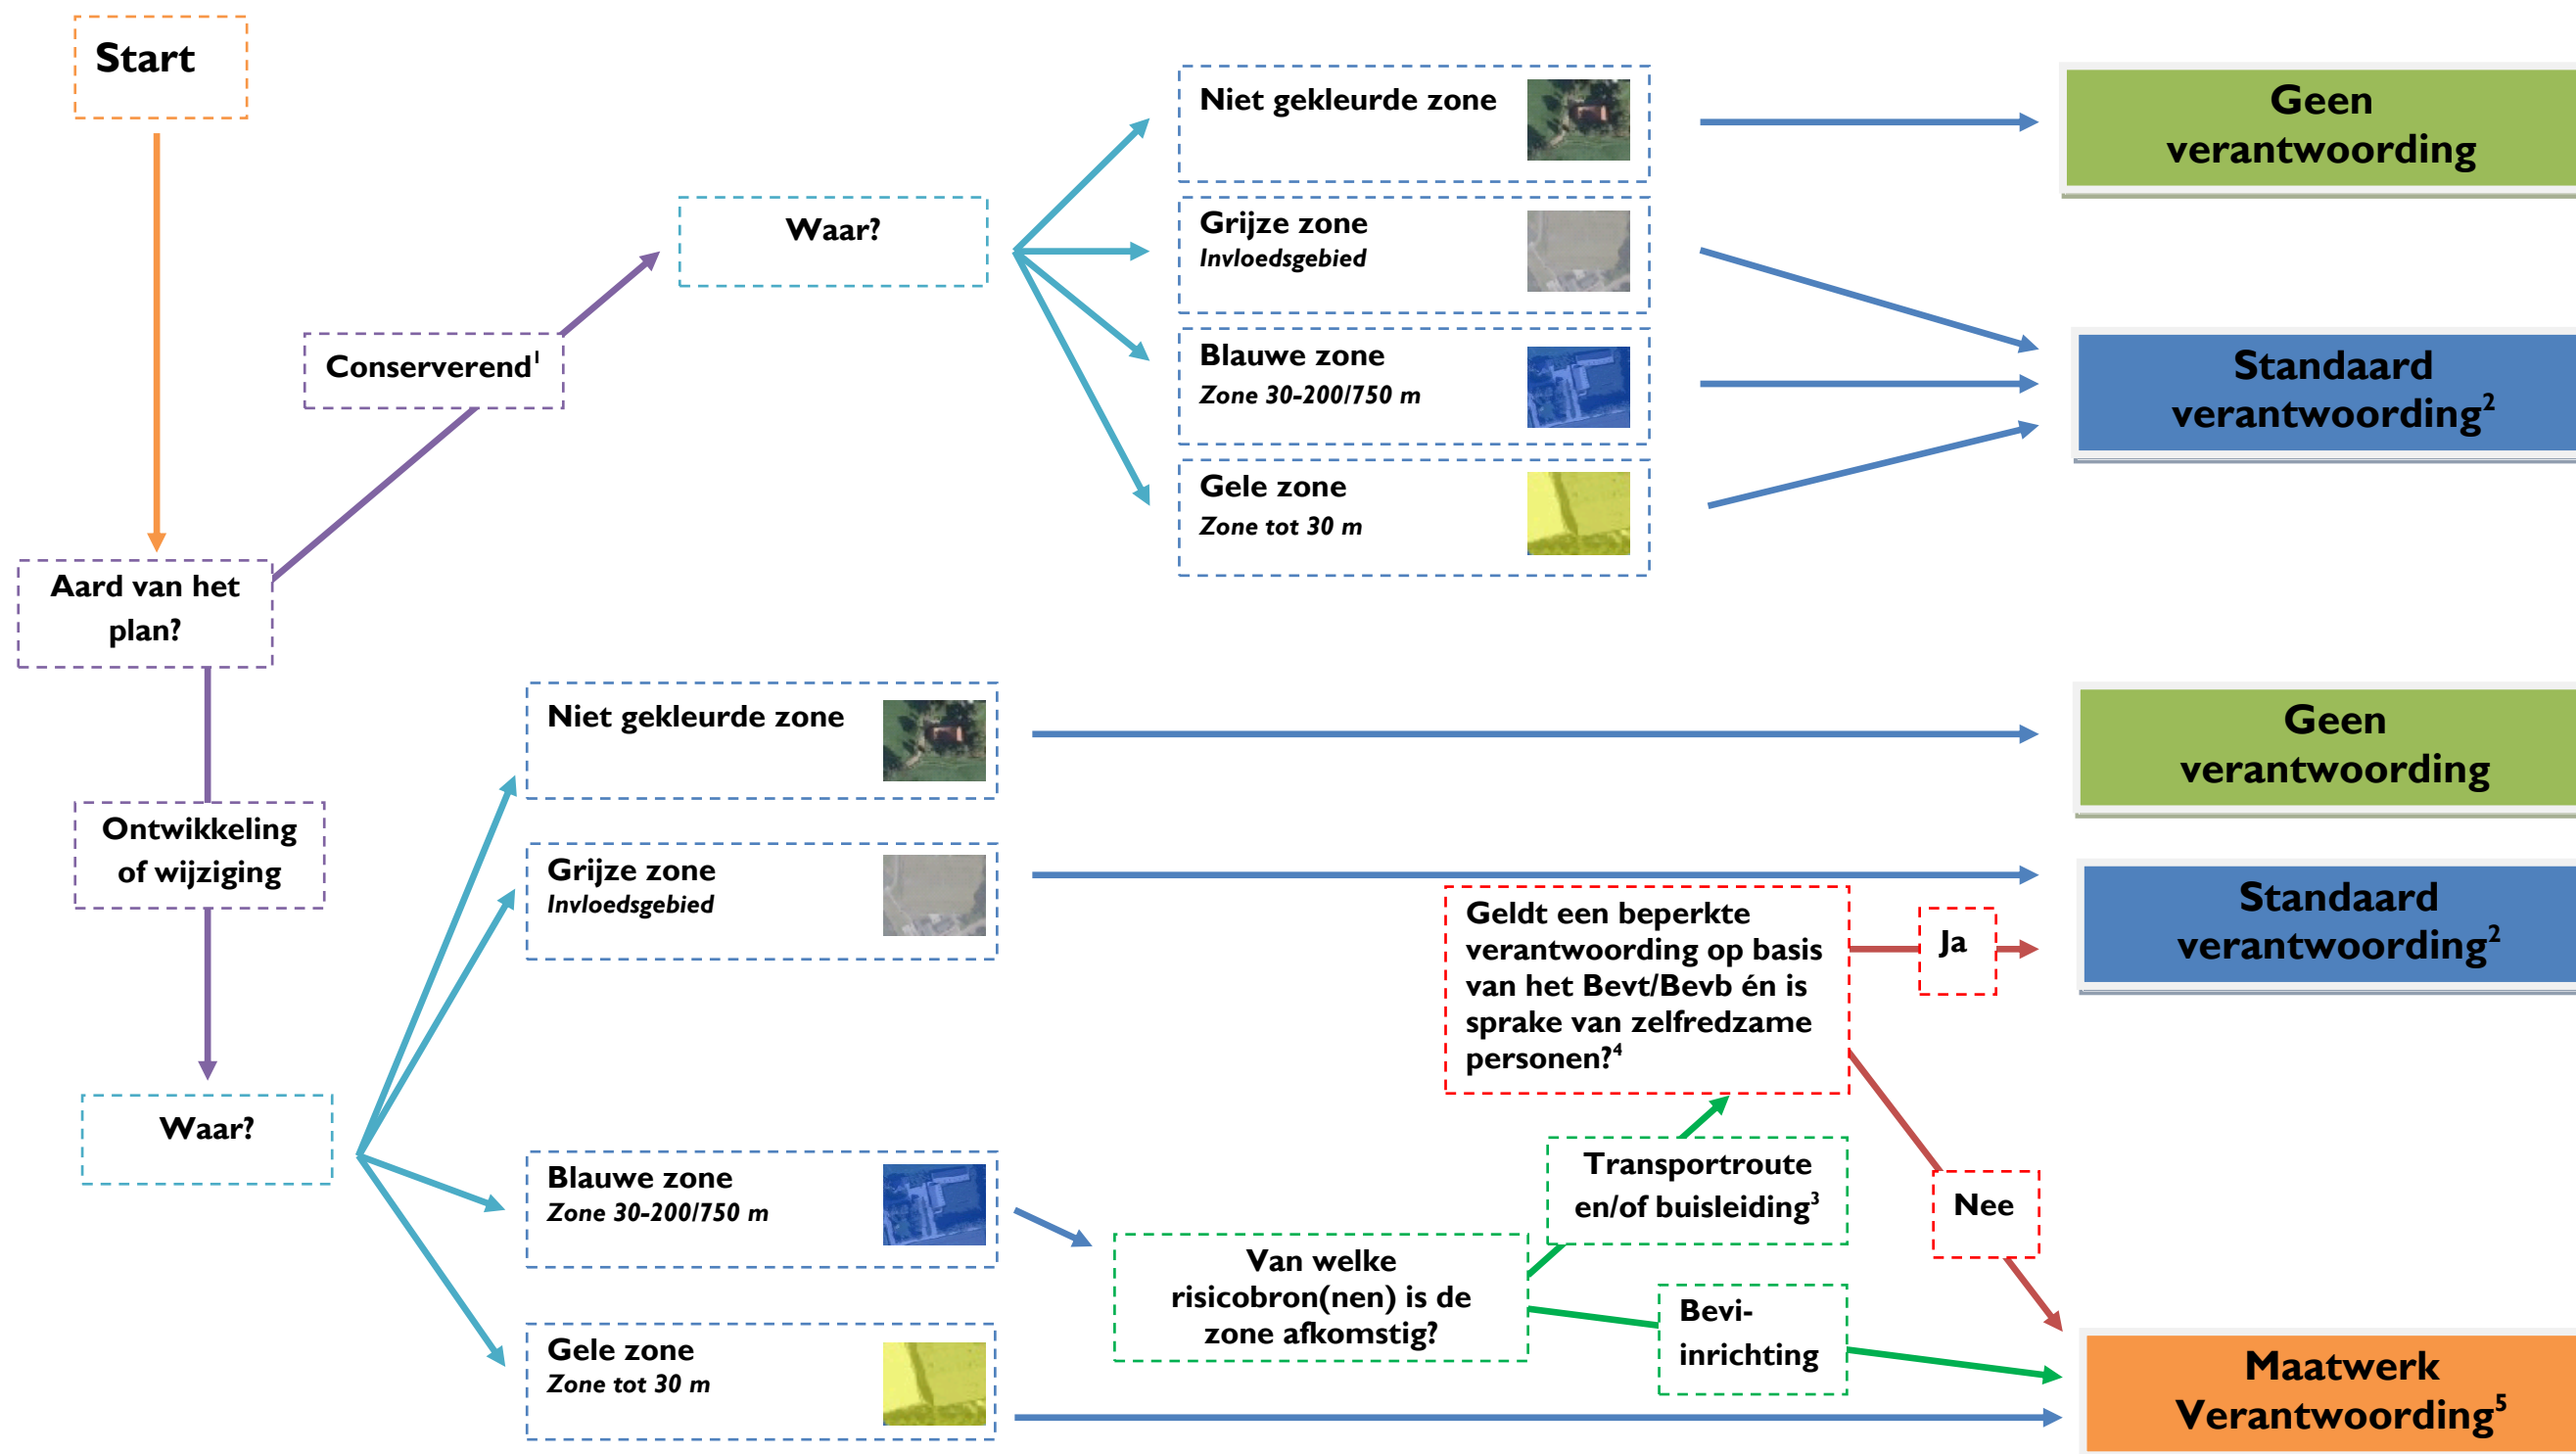 Start
Niet gekleurde zone
Geen
verantwoording
Waar?
Grijze zone
Invloedsgebied
Conserverend¹
Blauwe zone
Zone 30-200/750 m
Standaard
verantwoording²
Gele zone
Zone tot 30 m
Aard van het
plan?
Niet gekleurde zone
Geen
verantwoording
Ontwikkeling
of wijziging
Grijze zone
Invloedsgebied
Geldt een beperkte
verantwoording op basis
van het Bevt/Bevb én is
sprake van zelfredzame
personen?⁴
Ja
Standaard
verantwoording²
Waar?
Blauwe zone
Zone 30-200/750 m
Transportroute
en/of buisleiding³
Nee
Van welke
risicobron(nen) is de
zone afkomstig?
Bevi-
inrichting
Gele zone
Zone tot 30 m
Maatwerk
Verantwoording⁵